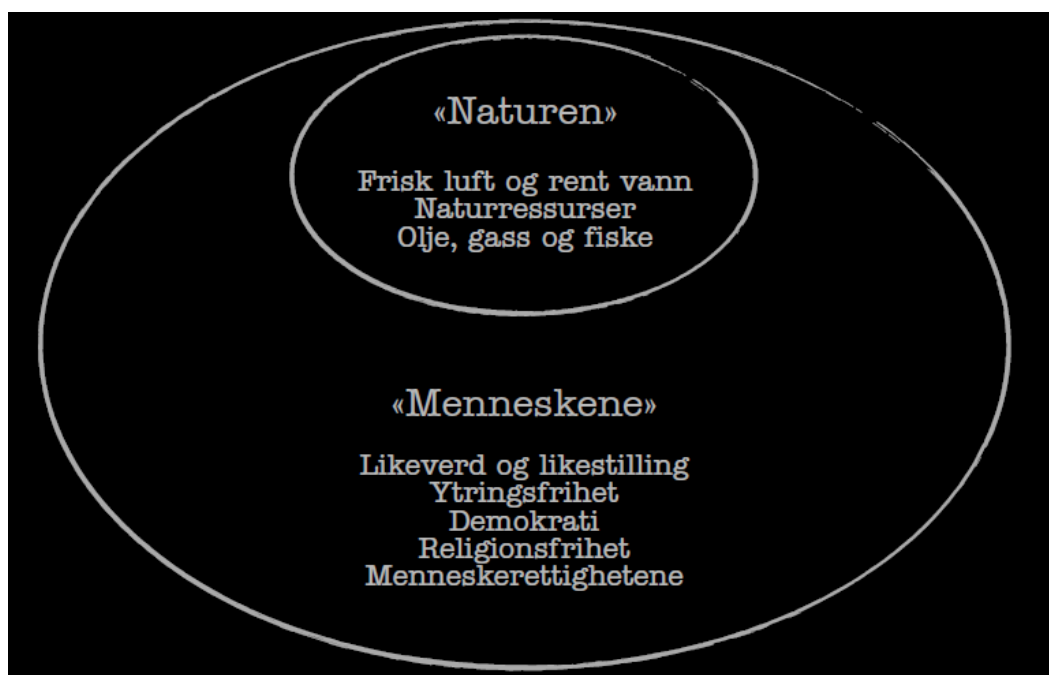 «Naturen»
Frisk luft og rent vann
Naturressurser
Olje, gass og fiske
«Menneskene»
Likeverd og likestilling
Ytringsfrihet
Demokrati
Religionsfrihet
Menneskerettighetene